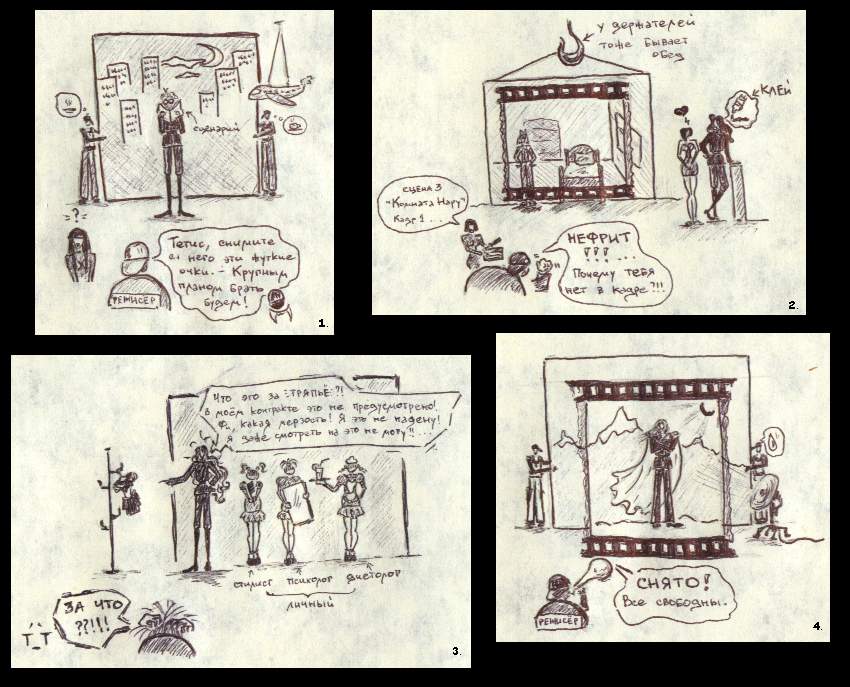 сценарий
= ? =
Тетис, снимите
с него эти жуткие
очки. - Крупным
планом брать
будем!
РЕЖИССЁР
1.
У держателей
тоже бывает
обед
КЛЕЙ
СЦЕНА 3
"Комната Нару"
Кадр 1 . . .
НЕФРИТ
!!! ...
Почему тебя
нет в кадре?!!!
2.
Что это за ТРЯПЬЁ ?!!
В моём контракте это не предусмотрено!
Фи, какая мерзость! Я это не надену!
Я даже смотреть на это не могу!!...
стилист психолог диетолог
личный
ЗА ЧТО
??!!!
T_T
3.
СНЯТО!
Все свободны.
РЕЖИССЁР
4.